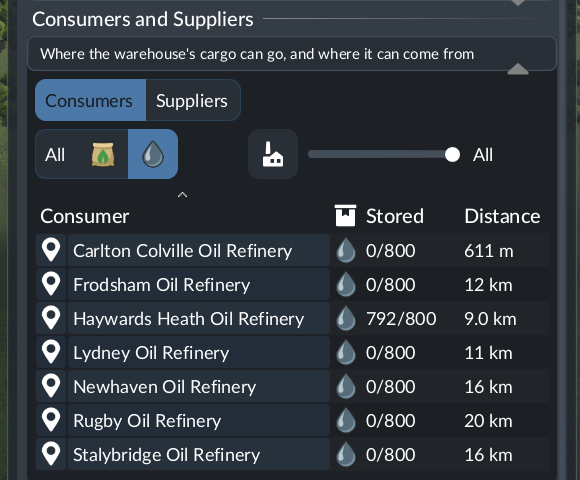 Consumers and Suppliers
Where the warehouse's cargo can go, and where it can come from
Consumers Suppliers
All All
Consumer Stored Distance
Carlton Colville Oil Refinery 0/800 611 m
Frodsham Oil Refinery 0/800 12 km
Haywards Heath Oil Refinery 792/800 9.0 km
Lydney Oil Refinery 0/800 11 km
Newhaven Oil Refinery 0/800 16 km
Rugby Oil Refinery 0/800 20 km
Stalybridge Oil Refinery 0/800 16 km